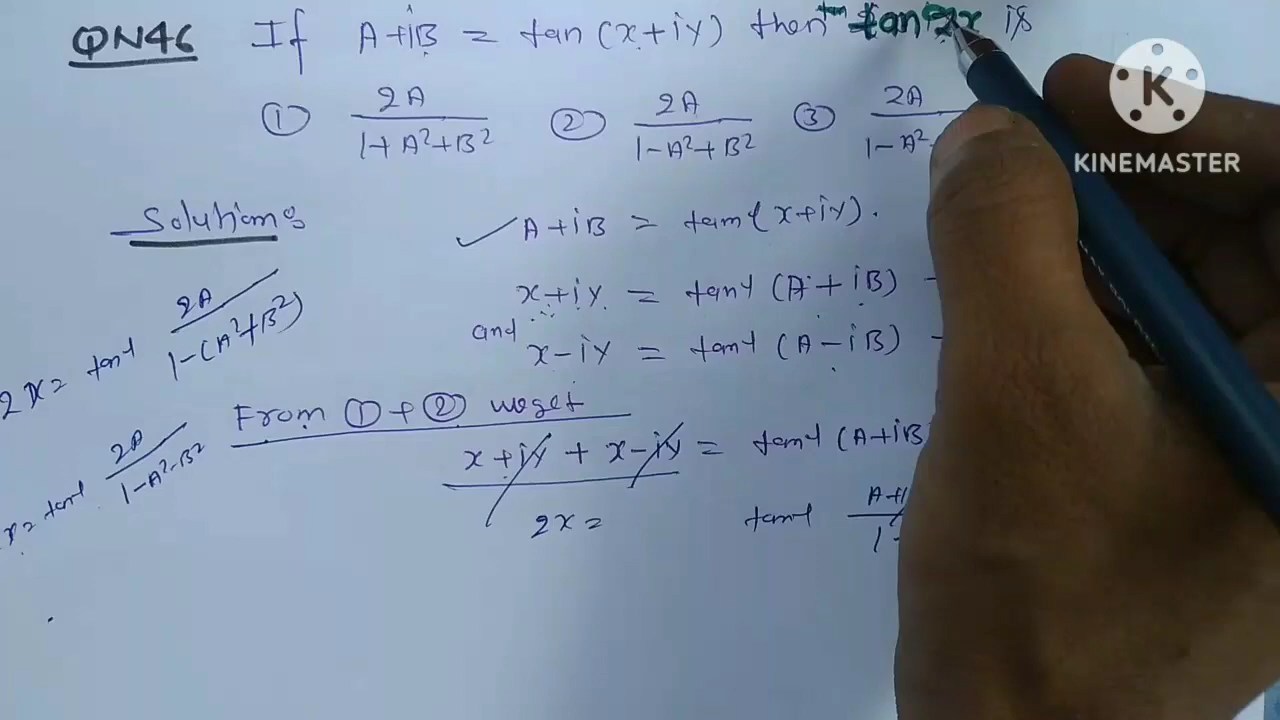 QN46 If A+iB = tan(x+iy) then tan 2x is
① 2A / 1+A²+B² ② 2A / 1-A²+B² ③ 2A / 1-A²-
K
KINEMASTER
Solutions
✓ A+iB = tan(x+iy).
x+iy = tan⁻¹ (A+iB) -
and x-iy = tan⁻¹ (A-iB) -
2x = tan⁻¹ 2A / 1-(A²+B²)
From ① + ② we get
x+iy + x-iy = tan⁻¹ (A+iB)
2x = tan⁻¹ A+i / 1-
x = tan⁻¹ 2A / 1-A²-B²